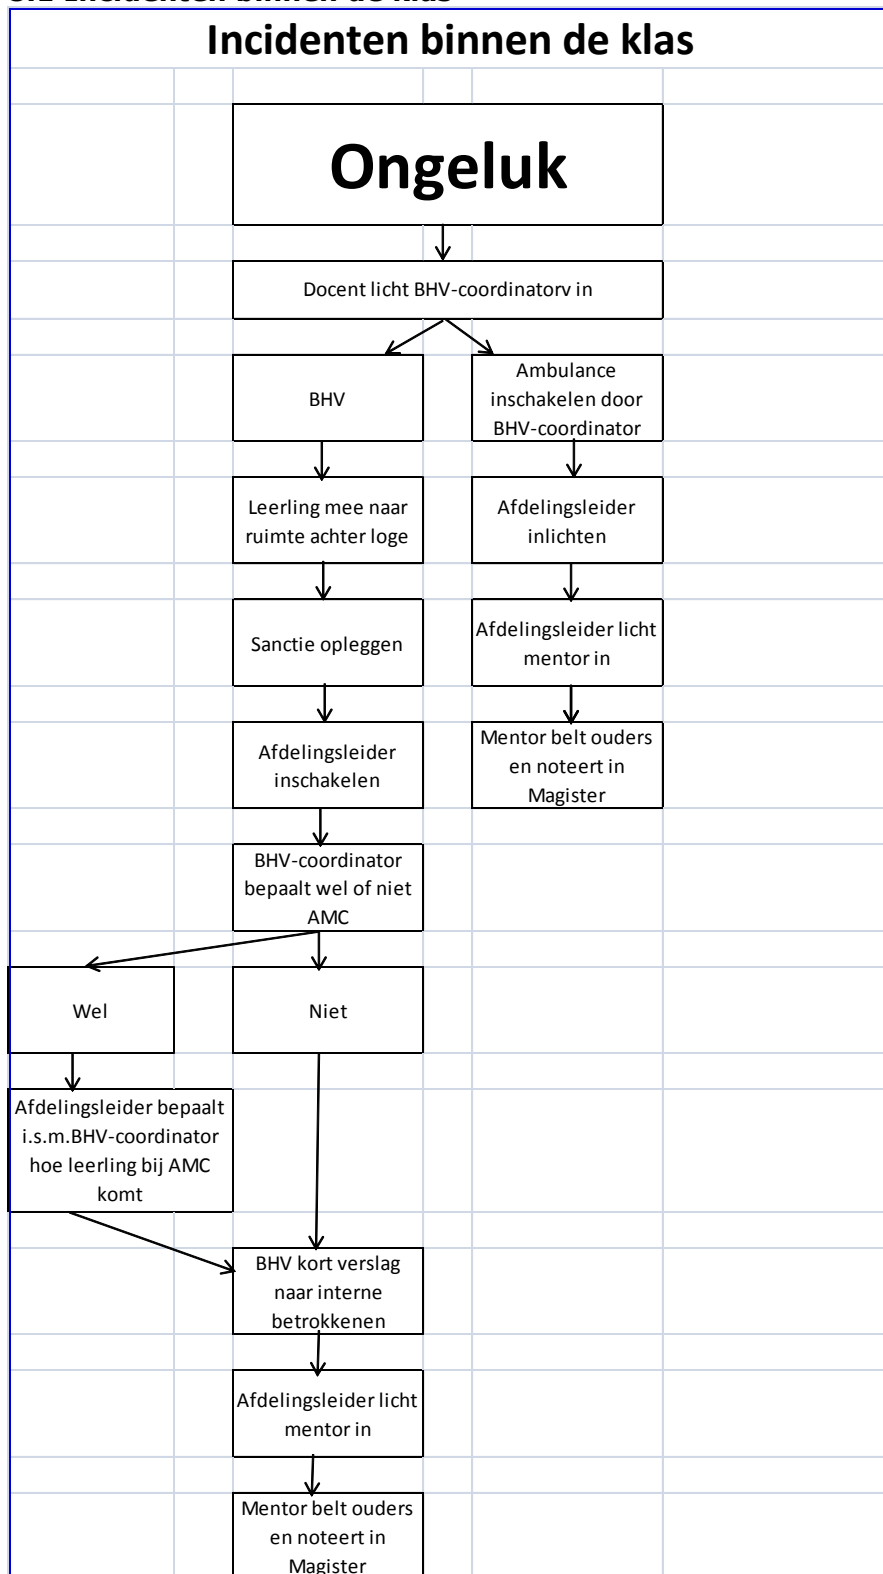 Incidenten binnen de klas
Ongeluk
Docent licht BHV-coordinatorv in
BHV
Ambulance
inschakelen door
BHV-coordinator
Leerling mee naar
ruimte achter loge
Afdelingsleider
inlichten
Sanctie opleggen
Afdelingsleider licht
mentor in
Afdelingsleider
inschakelen
Mentor belt ouders
en noteert in
Magister
BHV-coordinator
bepaalt wel of niet
AMC
Wel
Niet
Afdelingsleider bepaalt
i.s.m.BHV-coordinator
hoe leerling bij AMC
komt
BHV kort verslag
naar interne
betrokkenen
Afdelingsleider licht
mentor in
Mentor belt ouders
en noteert in
Magister